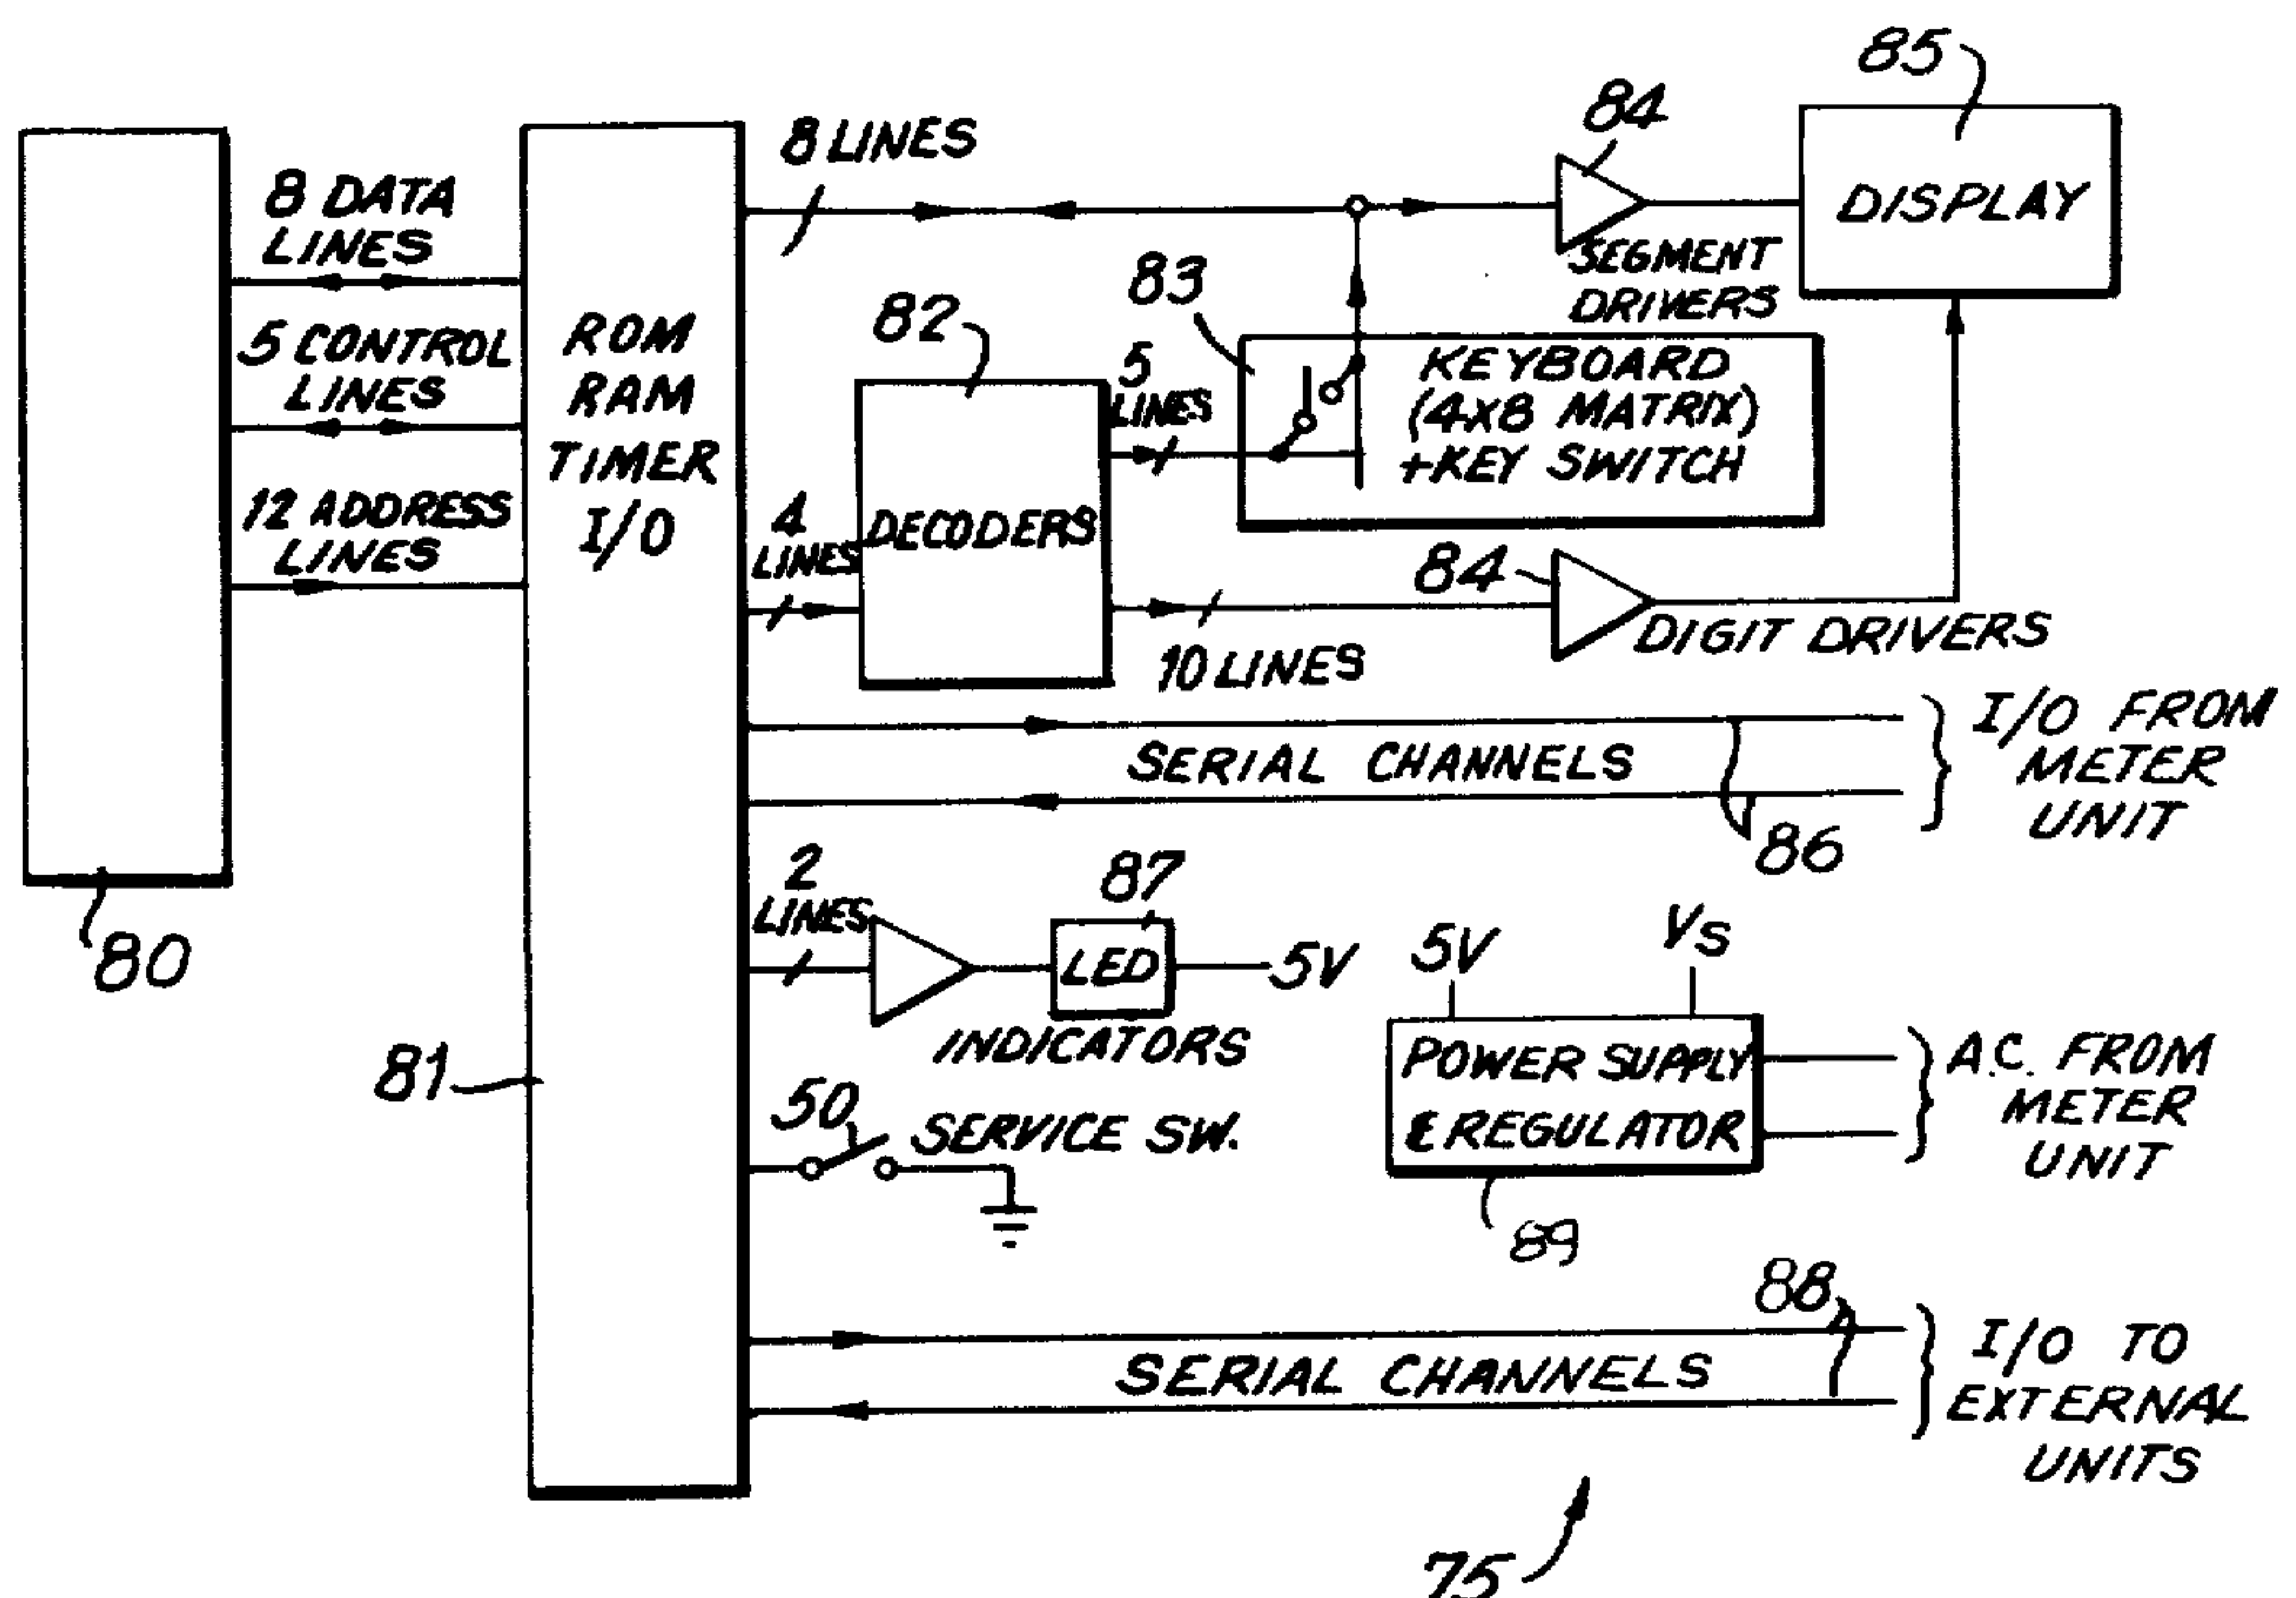 85
84
8 LINES
8 DATA
LINES
DISPLAY
SEGMENT
DRIVERS
83
82
5 CONTROL
LINES
ROM
RAM
TIMER
I/O
5
LINES
KEYBOARD
(4X8 MATRIX)
+KEY SWITCH
12 ADDRESS
LINES
4
LINES
DECODERS
84
DIGIT DRIVERS
10 LINES
I/O FROM
METER
UNIT
SERIAL CHANNELS
86
2
LINES
87
LED
5V
INDICATORS
5V
Vs
80
POWER SUPPLY
& REGULATOR
A.C. FROM
METER
UNIT
81
50
SERVICE SW.
89
88
SERIAL CHANNELS
I/O TO
EXTERNAL
UNITS
75